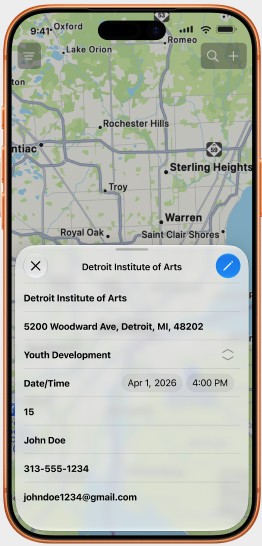 9:41
Oxford
53
Romeo
Lake Orion
ton
Rochester Hills
ntiac
59
Sterling Heights
Troy
Warren
Royal Oak
Saint Clair Shores
Detroit Institute of Arts
Detroit Institute of Arts
5200 Woodward Ave, Detroit, MI, 48202
Youth Development
Date/Time Apr 1, 2026 4:00 PM
15
John Doe
313-555-1234
johndoe1234@gmail.com